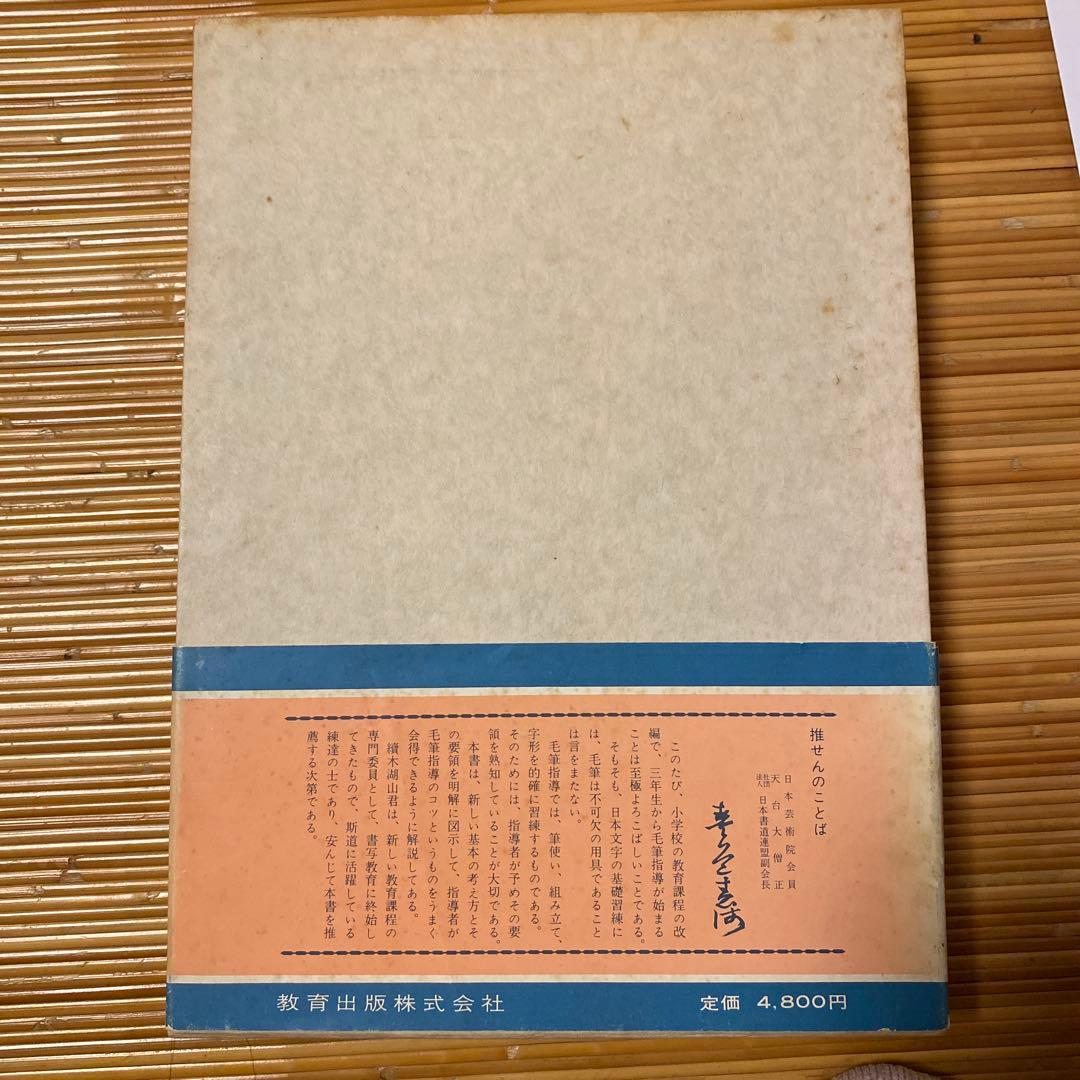 推せんのことば
日本芸術院会員
天台大僧正
社団法人 日本書道連盟副会長
このたび、小学校の教育課程の改
編で、三年生から毛筆指導が始まる
ことは至極よろこばしいことである。
そもそも、日本文字の基礎習練に
は、毛筆は不可欠の用具であること
は言をまたない。
毛筆指導では、筆使い、組み立て、
字形を的確に習練するものである。
そのためには、指導者が予めその要
領を熟知していることが大切である。
本書は、新しい基本の考え方とそ
の要領を明解に図示して、指導者が
毛筆指導のコツというものをうまく
会得できるように解説してある。
續木湖山君は、新しい教育課程の
専門委員として、書写教育に終始し
てきたもので、斯道に活躍している
練達の士であり、安んじて本書を推
薦する次第である。
教育出版株式会社
定価 4,800円